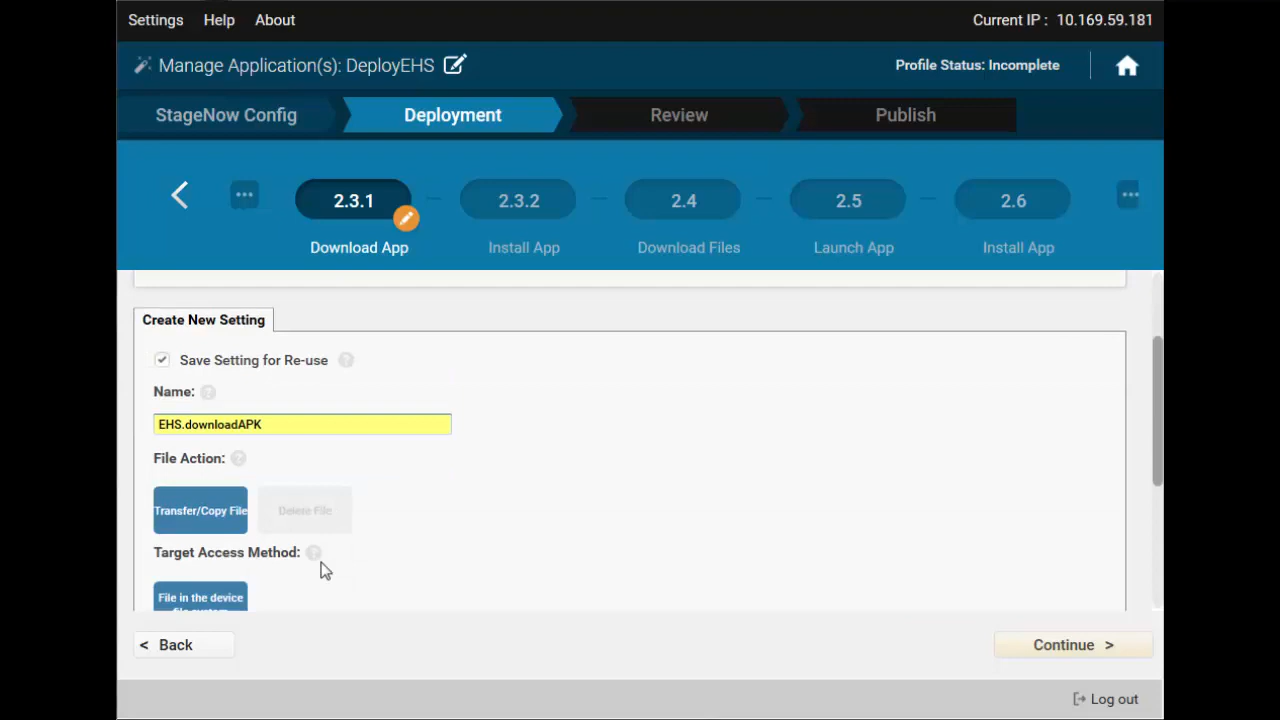 Settings Help About Current IP : 10.169.59.181
Manage Application(s): DeployEHS Profile Status: Incomplete
StageNow Config Deployment Review Publish
... 2.3.1 2.3.2 2.4 2.5 2.6 ...
Download App Install App Download Files Launch App Install App
Create New Setting
Save Setting for Re-use ?
Name: ?
EHS.downloadAPK
File Action: ?
Transfer/Copy File Delete File
Target Access Method: ?
File in the device
file system
< Back Continue >
Log out